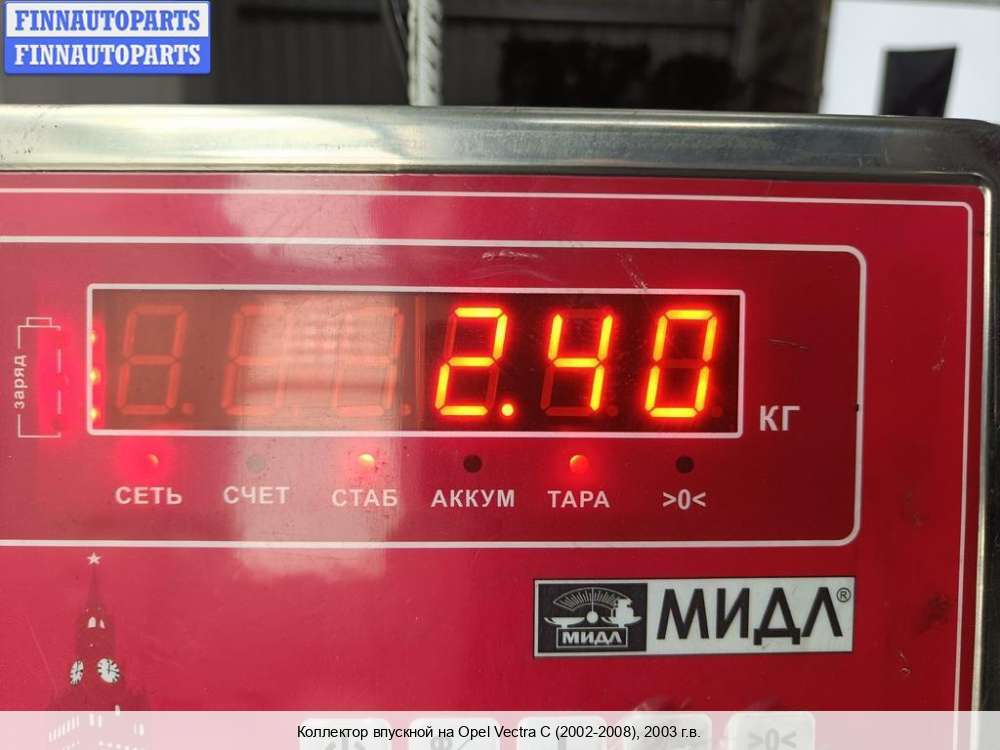 FINNAUTOPARTS
FINNAUTOPARTS
заряд
2.40
КГ
СЕТЬ СЧЕТ СТАБ АККУМ ТАРА >0<
МИДЛ МИДЛ®
>0<
Коллектор впускной на Opel Vectra C (2002-2008), 2003 г.в.